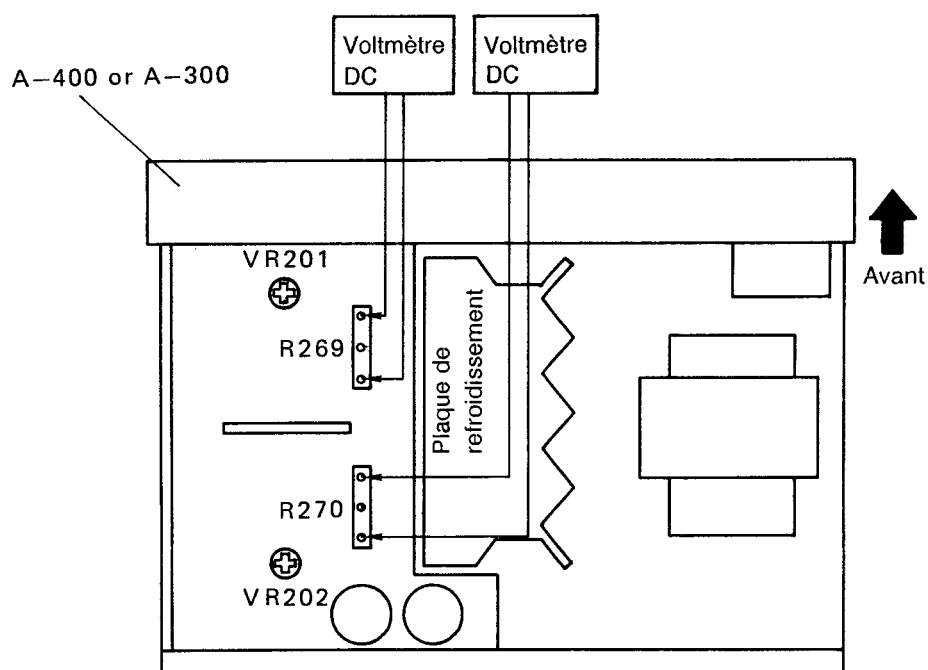 Voltmètre
DC
Voltmètre
DC
A-400 or A-300
Avant
VR201
R269
Plaque de
refroidissement
R270
VR202